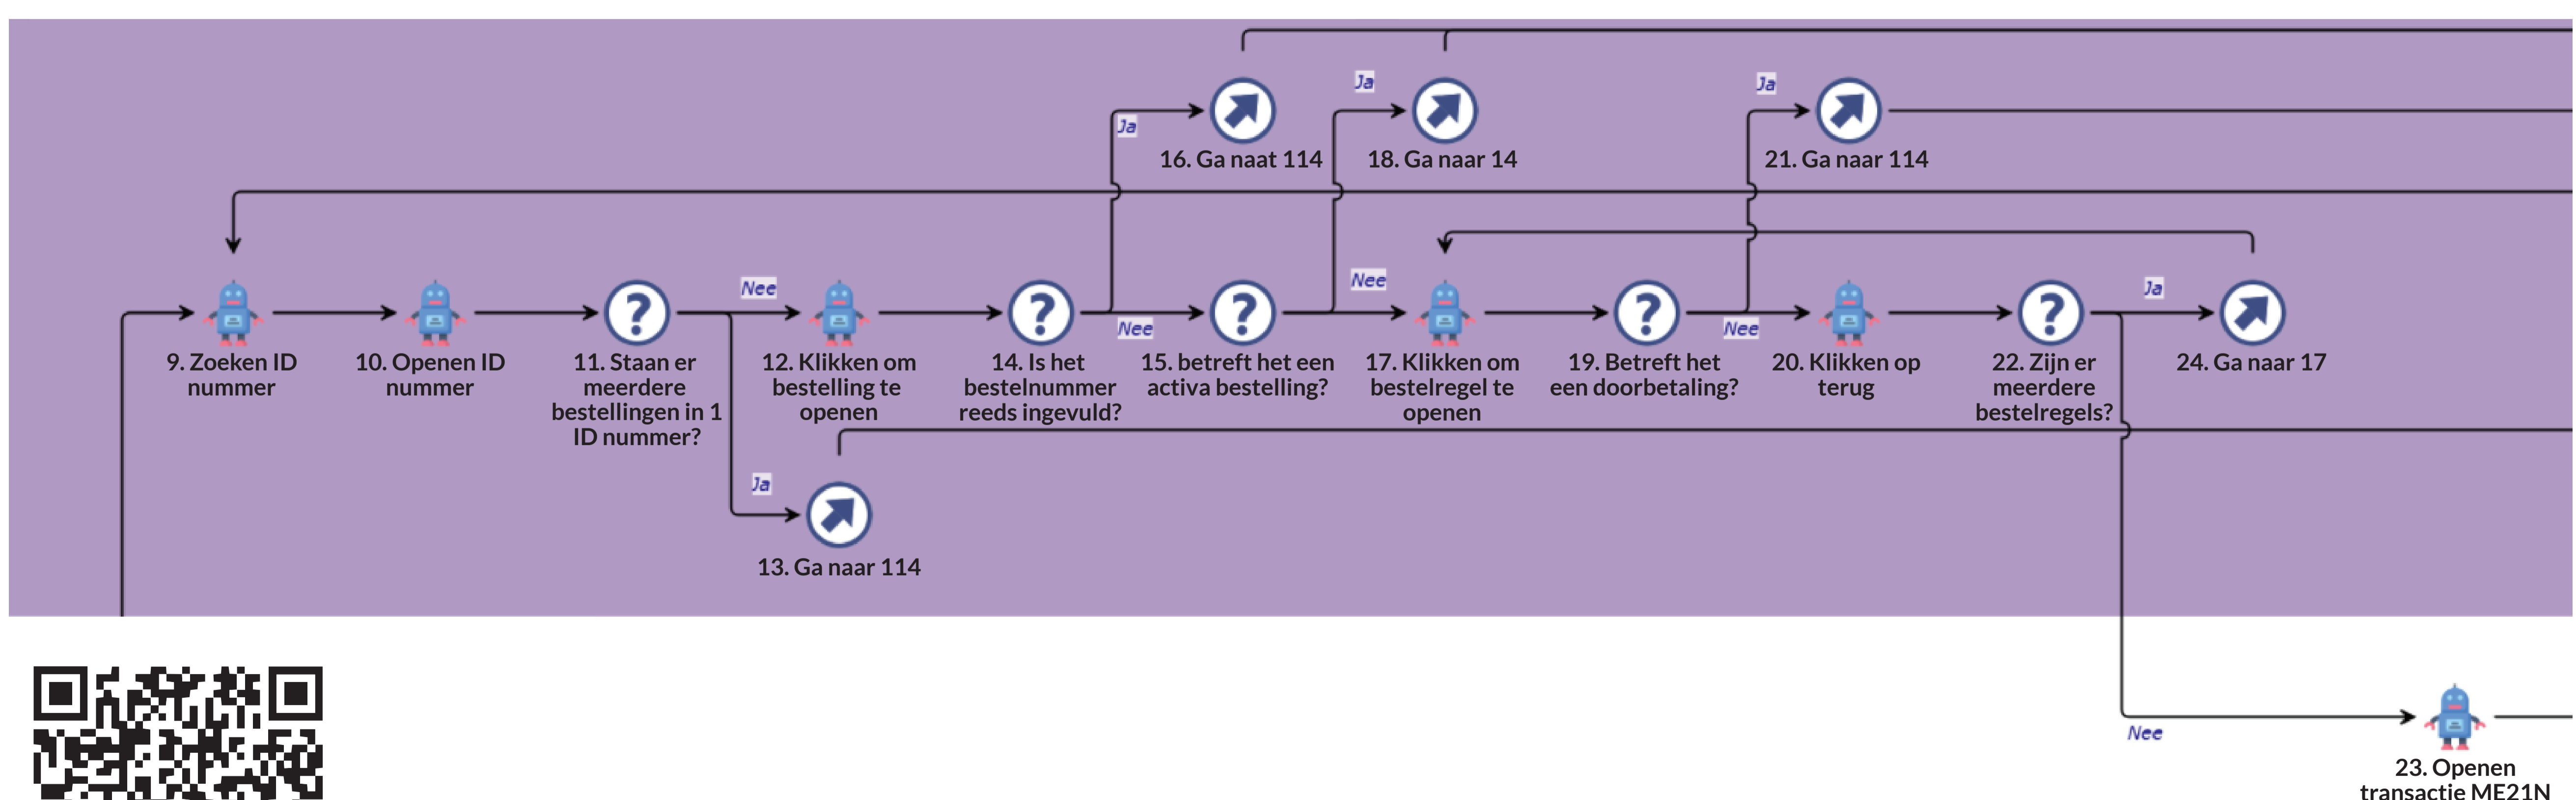 Ja
16. Ga naat 114
Ja
18. Ga naar 14
Ja
21. Ga naar 114
9. Zoeken ID
nummer
10. Openen ID
nummer
11. Staan er
meerdere
bestellingen in 1
ID nummer?
Nee
12. Klikken om
bestelling te
openen
14. Is het
bestelnummer
reeds ingevuld?
Nee
15. betreft het een
activa bestelling?
Nee
17. Klikken om
bestelregel te
openen
19. Betreft het
een doorbetaling?
Nee
20. Klikken op
terug
22. Zijn er
meerdere
bestelregels?
Ja
24. Ga naar 17
Ja
13. Ga naar 114
Nee
23. Openen
transactie ME21N